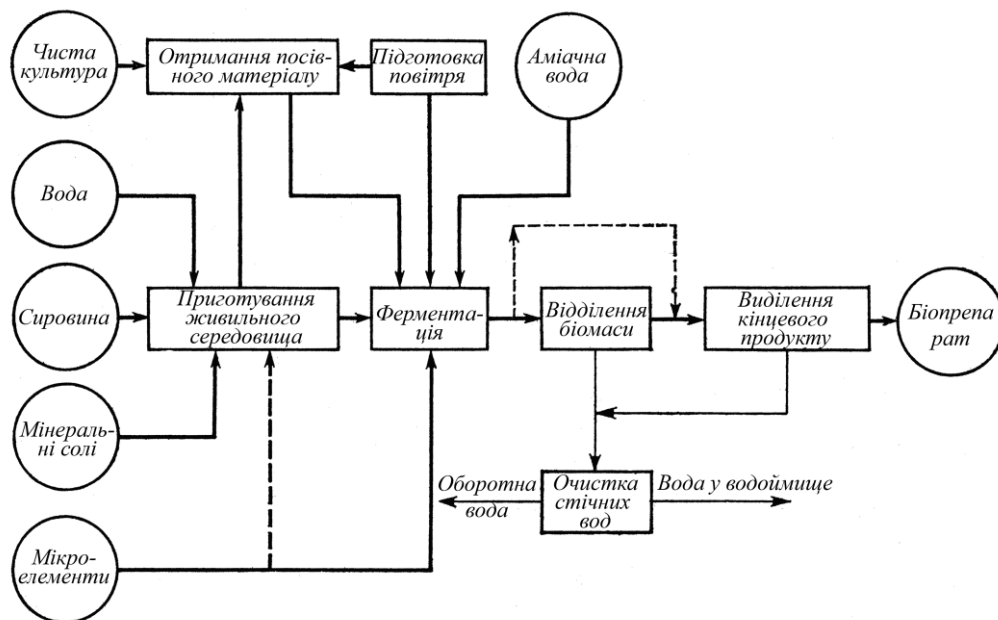 Чиста
культура
Отримання посів-
ного матеріалу
Підготовка
повітря
Аміачна
вода
Вода
Сировина
Приготування
живильного
середовища
Фермента-
ція
Відділення
біомаси
Виділення
кінцевого
продукту
Біопрепа
рат
Мінераль-
ні солі
Оборотна
вода
Очистка
стічних
вод
Вода у водоймище
Мікро-
елементи